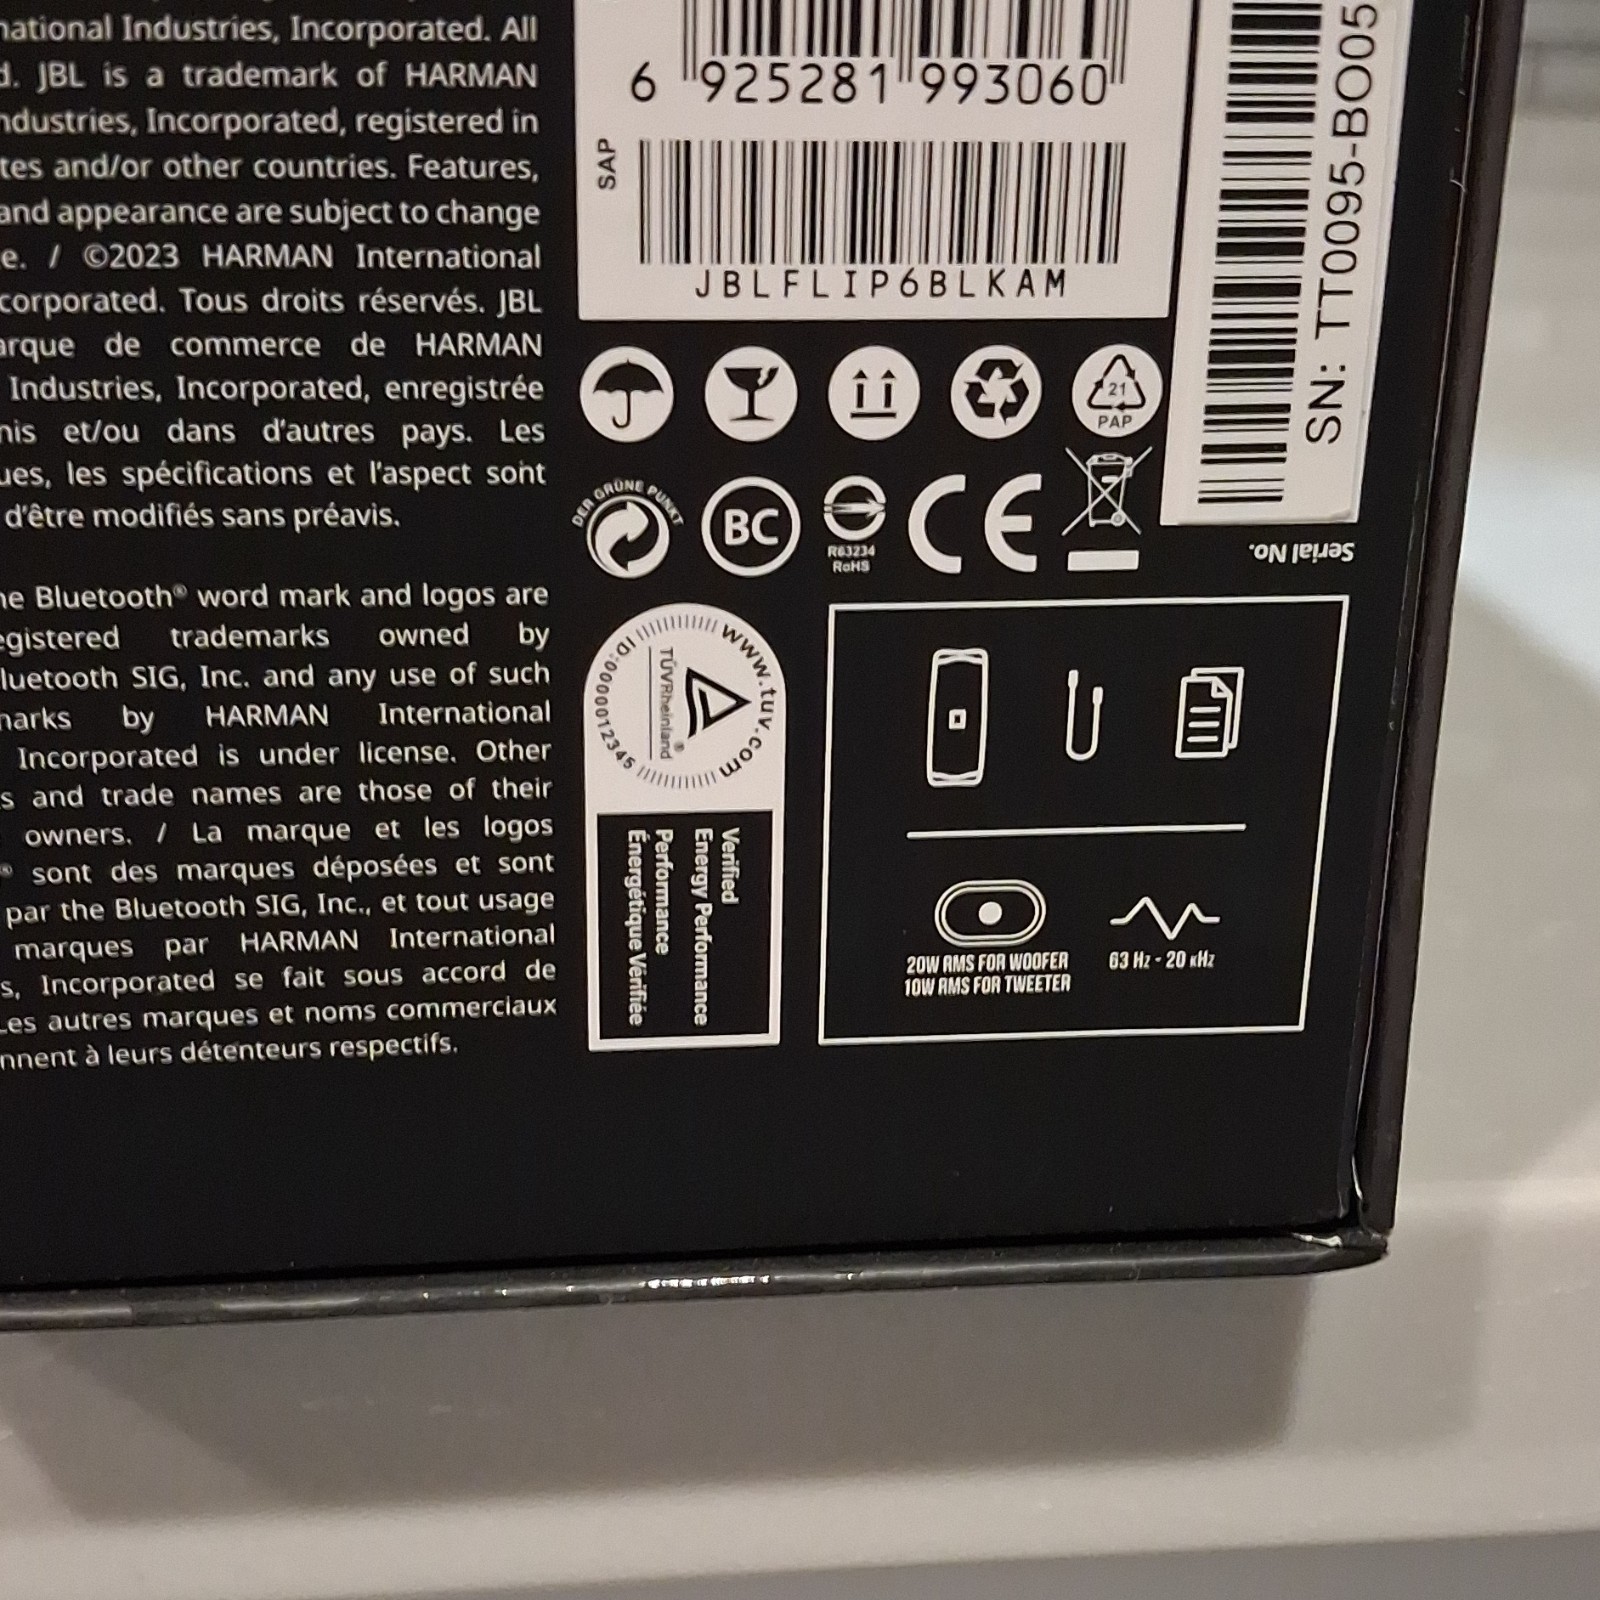 national Industries, Incorporated. All
d. JBL is a trademark of HARMAN
ndustries, Incorporated, registered in
tes and/or other countries. Features,
and appearance are subject to change
e. / ©2023 HARMAN International
corporated. Tous droits réservés. JBL
arque de commerce de HARMAN
Industries, Incorporated, enregistrée
nis et/ou dans d'autres pays. Les
ues, les spécifications et l'aspect sont
d'être modifiés sans préavis.
he Bluetooth® word mark and logos are
egistered trademarks owned by
luetooth SIG, Inc. and any use of such
narks by HARMAN International
Incorporated is under license. Other
s and trade names are those of their
owners. / La marque et les logos
® sont des marques déposées et sont
par the Bluetooth SIG, Inc., et tout usage
marques par HARMAN International
s, Incorporated se fait sous accord de
Les autres marques et noms commerciaux
nnent à leurs détenteurs respectifs.
6 925281 993060
SAP
JBLFLIP6BLKAM
SN: TT0095-BO005
Serial No.
21
PAP
DER GRÜNE PUNKT
BC
R63234
RoHS
CE
www.tuv.com
TÜVRheinland®
ID:0000012345
Verified
Energy Performance
Performance
Énergétique Vérifiée
20W RMS FOR WOOFER
10W RMS FOR TWEETER
63 Hz - 20 kHz